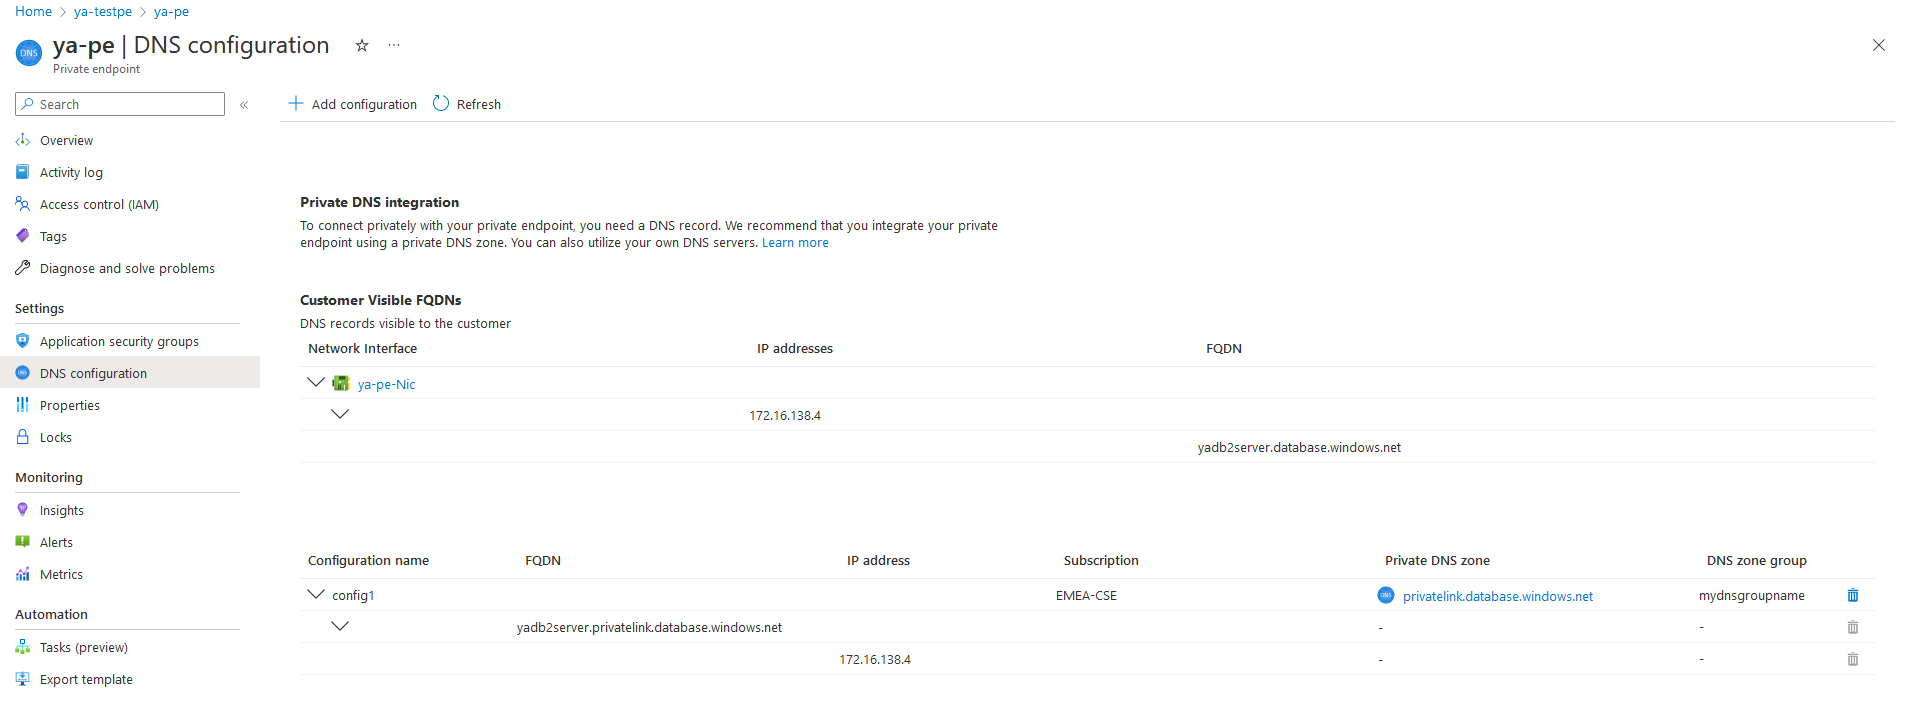 Home > ya-testpe > ya-pe
ya-pe | DNS configuration
Private endpoint
Search
Add configuration Refresh
Overview
Activity log
Access control (IAM)
Tags
Diagnose and solve problems
Settings
Application security groups
DNS configuration
Properties
Locks
Monitoring
Insights
Alerts
Metrics
Automation
Tasks (preview)
Export template
Private DNS integration
To connect privately with your private endpoint, you need a DNS record. We recommend that you integrate your private
endpoint using a private DNS zone. You can also utilize your own DNS servers. Learn more
Customer Visible FQDNs
DNS records visible to the customer
Network Interface IP addresses FQDN
ya-pe-Nic
172.16.138.4
yadb2server.database.windows.net
Configuration name FQDN IP address Subscription Private DNS zone DNS zone group
config1 EMEA-CSE privatelink.database.windows.net mydnsgroupname
yadb2server.privatelink.database.windows.net - -
172.16.138.4 - -